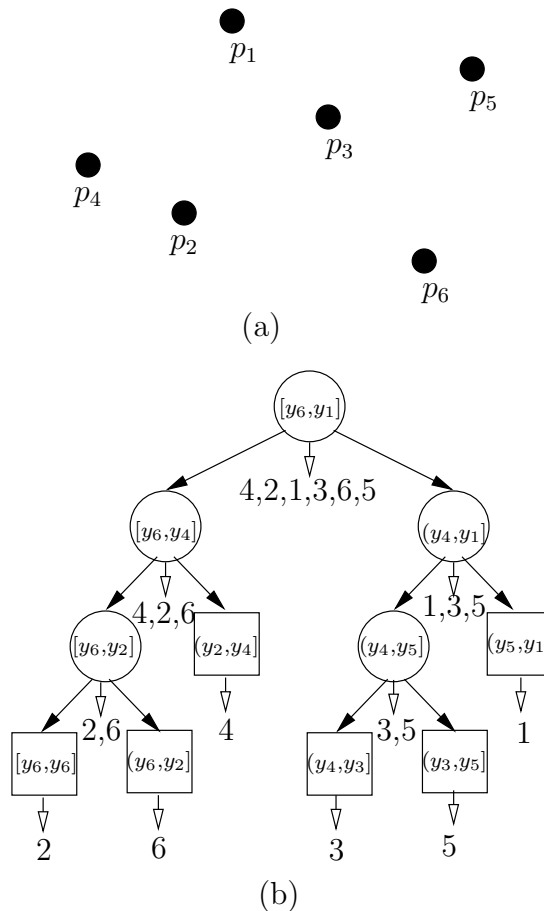 p1
p5
p3
p4
p2
p6
(a)
[y6,y1]
4,2,1,3,6,5
[y6,y4]
(y4,y1]
4,2,6
1,3,5
[y6,y2]
(y2,y4]
(y4,y5]
(y5,y1
2,6
4
3,5
1
[y6,y6]
(y6,y2]
(y4,y3]
(y3,y5]
2
6
3
5
(b)